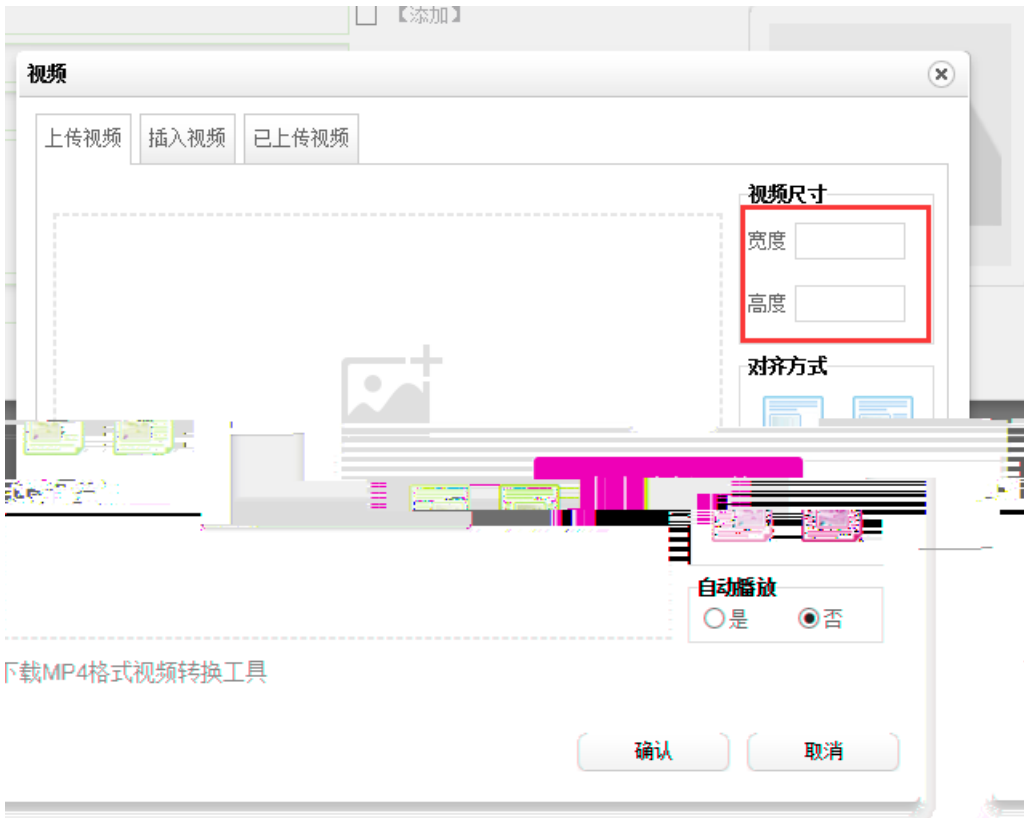 【添加】
视频
上传视频
插入视频
已上传视频
视频尺寸
宽度
高度
对齐方式
自动播放
是
否
下载MP4格式视频转换工具
确认
取消